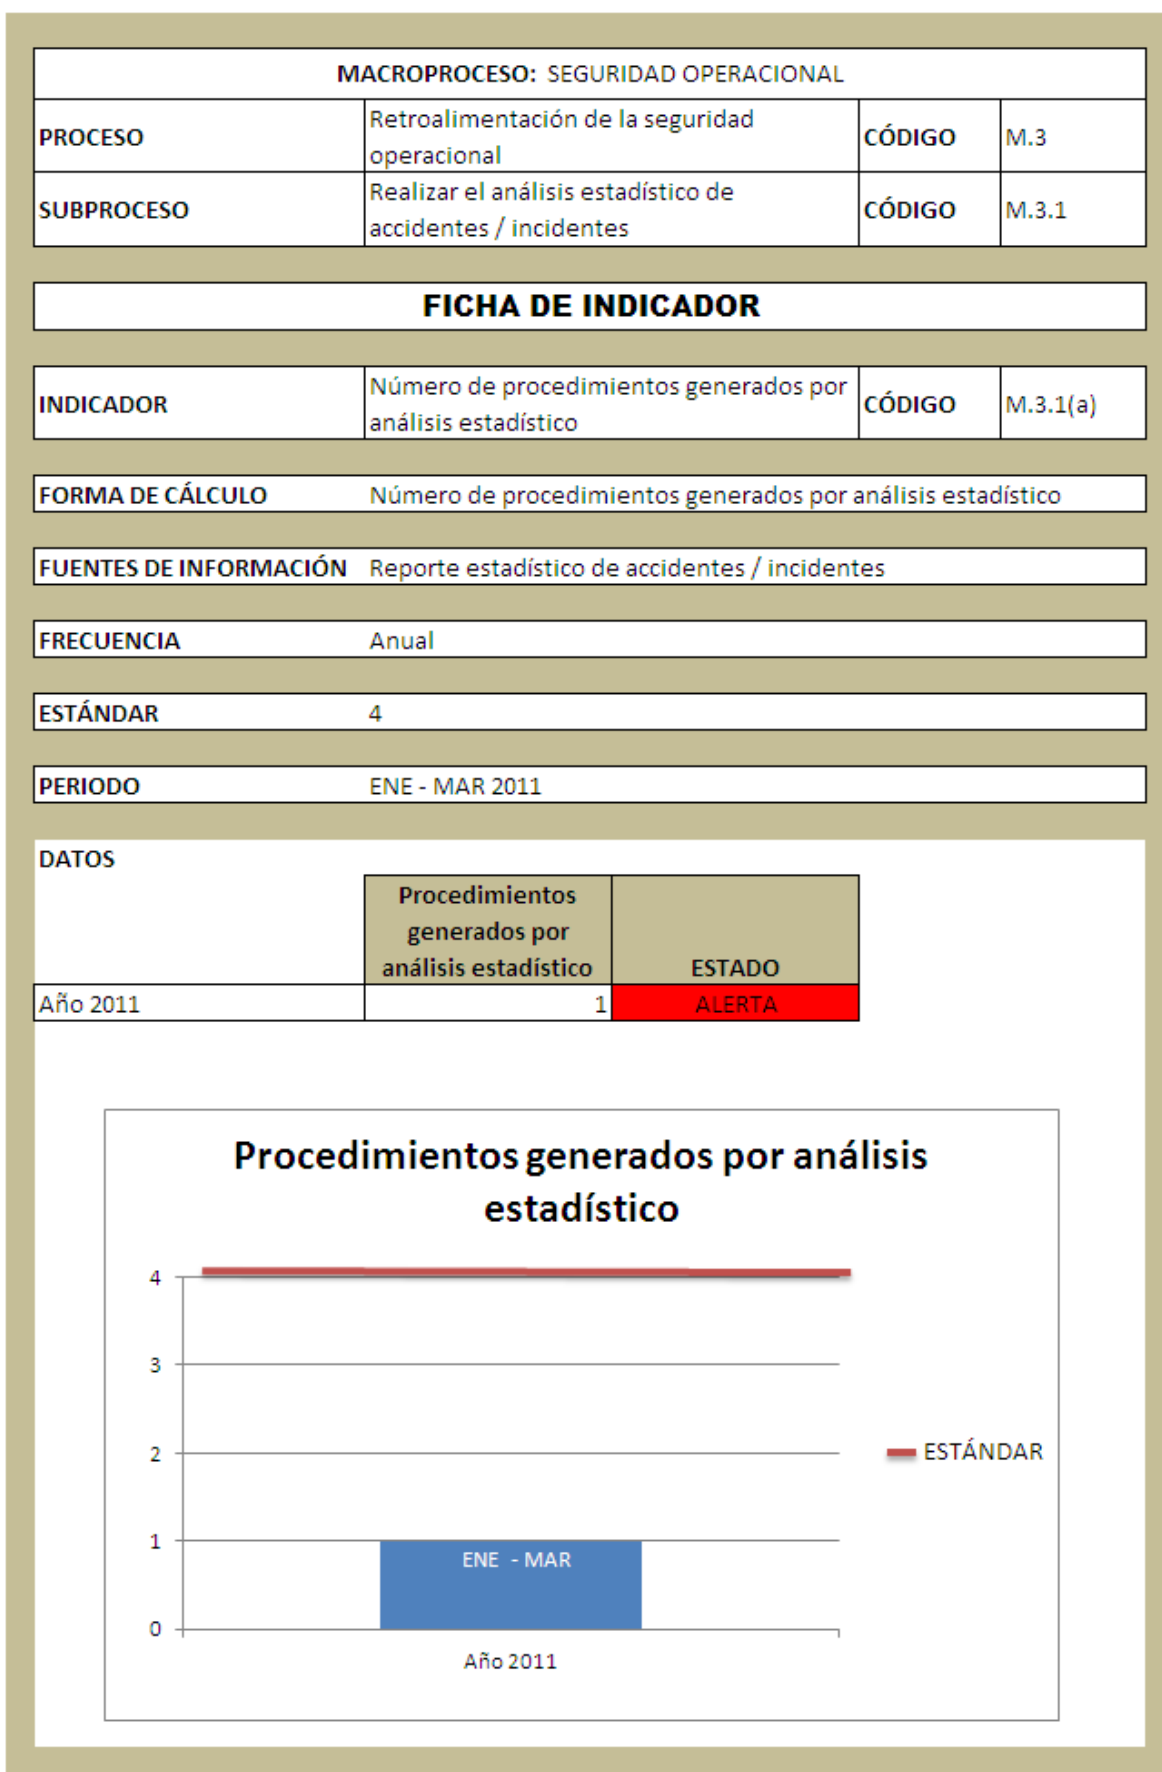 MACROPROCESO: SEGURIDAD OPERACIONAL
PROCESO
Retroalimentación de la seguridad
operacional
CÓDIGO
M.3
SUBPROCESO
Realizar el análisis estadístico de
accidentes / incidentes
CÓDIGO
M.3.1
FICHA DE INDICADOR
INDICADOR
Número de procedimientos generados por
análisis estadístico
CÓDIGO
M.3.1(a)
FORMA DE CÁLCULO Número de procedimientos generados por análisis estadístico
FUENTES DE INFORMACIÓN Reporte estadístico de accidentes / incidentes
FRECUENCIA Anual
ESTÁNDAR 4
PERIODO ENE - MAR 2011
DATOS
Procedimientos
generados por
análisis estadístico
ESTADO
Año 2011 1 ALERTA
Procedimientos generados por análisis
estadístico
4
3
2
1
0
ENE - MAR
Año 2011
ESTÁNDAR